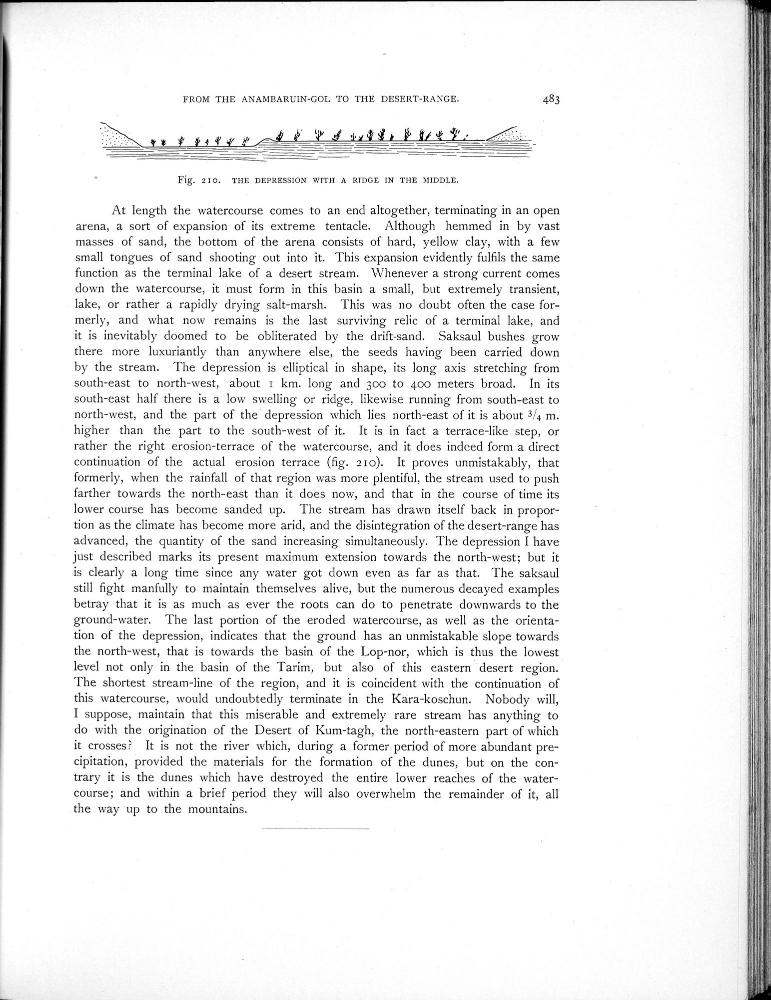 FROM THE ANAMBARUIN-GOL TO THE DESERT-RANGE. 483
Fig. 210. THE DEPRESSION WITH A RIDGE IN THE MIDDLE.
At length the watercourse comes to an end altogether, terminating in an open
arena, a sort of expansion of its extreme tentacle. Although hemmed in by vast
masses of sand, the bottom of the arena consists of hard, yellow clay, with a few
small tongues of sand shooting out into it. This expansion evidently fulfils the same
function as the terminal lake of a desert stream. Whenever a strong current comes
down the watercourse, it must form in this basin a small, but extremely transient,
lake, or rather a rapidly drying salt-marsh. This was no doubt often the case for-
merly, and what now remains is the last surviving relic of a terminal lake, and
it is inevitably doomed to be obliterated by the drift-sand. Saksaul bushes grow
there more luxuriantly than anywhere else, the seeds having been carried down
by the stream. The depression is elliptical in shape, its long axis stretching from
south-east to north-west, about 1 km. long and 300 to 400 meters broad. In its
south-east half there is a low swelling or ridge, likewise running from south-east to
north-west, and the part of the depression which lies north-east of it is about 3/4 m.
higher than the part to the south-west of it. It is in fact a terrace-like step, or
rather the right erosion-terrace of the watercourse, and it does indeed form a direct
continuation of the actual erosion terrace (fig. 210). It proves unmistakably, that
formerly, when the rainfall of that region was more plentiful, the stream used to push
farther towards the north-east than it does now, and that in the course of time its
lower course has become sanded up. The stream has drawn itself back in propor-
tion as the climate has become more arid, and the disintegration of the desert-range has
advanced, the quantity of the sand increasing simultaneously. The depression I have
just described marks its present maximum extension towards the north-west; but it
is clearly a long time since any water got down even as far as that. The saksaul
still fight manfully to maintain themselves alive, but the numerous decayed examples
betray that it is as much as ever the roots can do to penetrate downwards to the
ground-water. The last portion of the eroded watercourse, as well as the orienta-
tion of the depression, indicates that the ground has an unmistakable slope towards
the north-west, that is towards the basin of the Lop-nor, which is thus the lowest
level not only in the basin of the Tarim, but also of this eastern desert region.
The shortest stream-line of the region, and it is coincident with the continuation of
this watercourse, would undoubtedly terminate in the Kara-koschun. Nobody will,
I suppose, maintain that this miserable and extremely rare stream has anything to
do with the origination of the Desert of Kum-tagh, the north-eastern part of which
it crosses? It is not the river which, during a former period of more abundant pre-
cipitation, provided the materials for the formation of the dunes, but on the con-
trary it is the dunes which have destroyed the entire lower reaches of the water-
course; and within a brief period they will also overwhelm the remainder of it, all
the way up to the mountains.